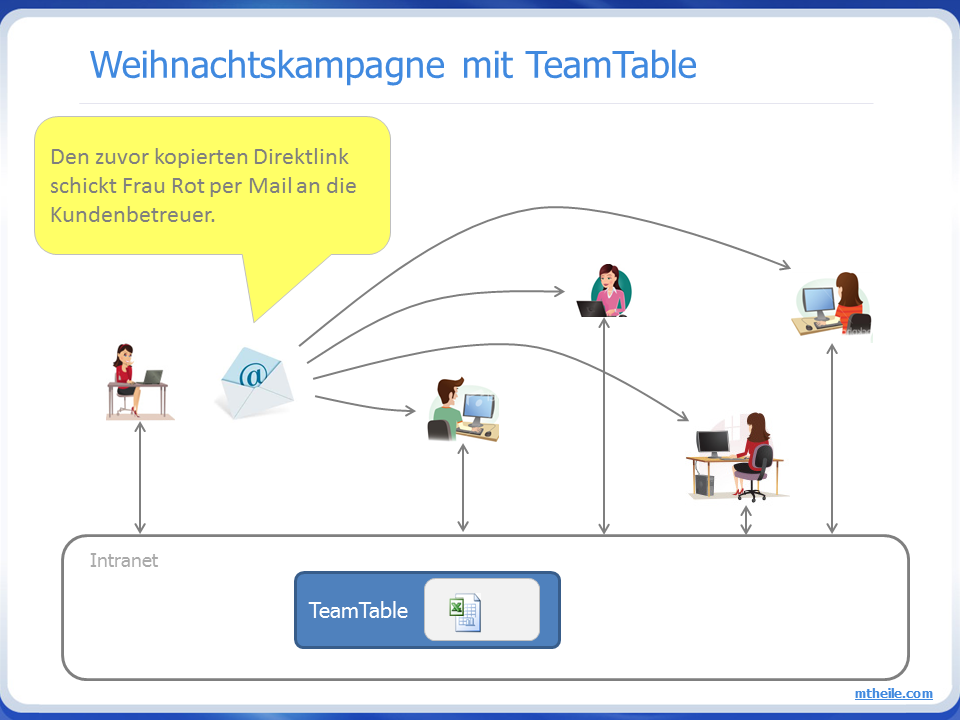 Weihnachtskampagne mit TeamTable
Den zuvor kopierten Direktlink
schickt Frau Rot per Mail an die
Kundenbetreuer.
@
Intranet
TeamTable
mtheile.com